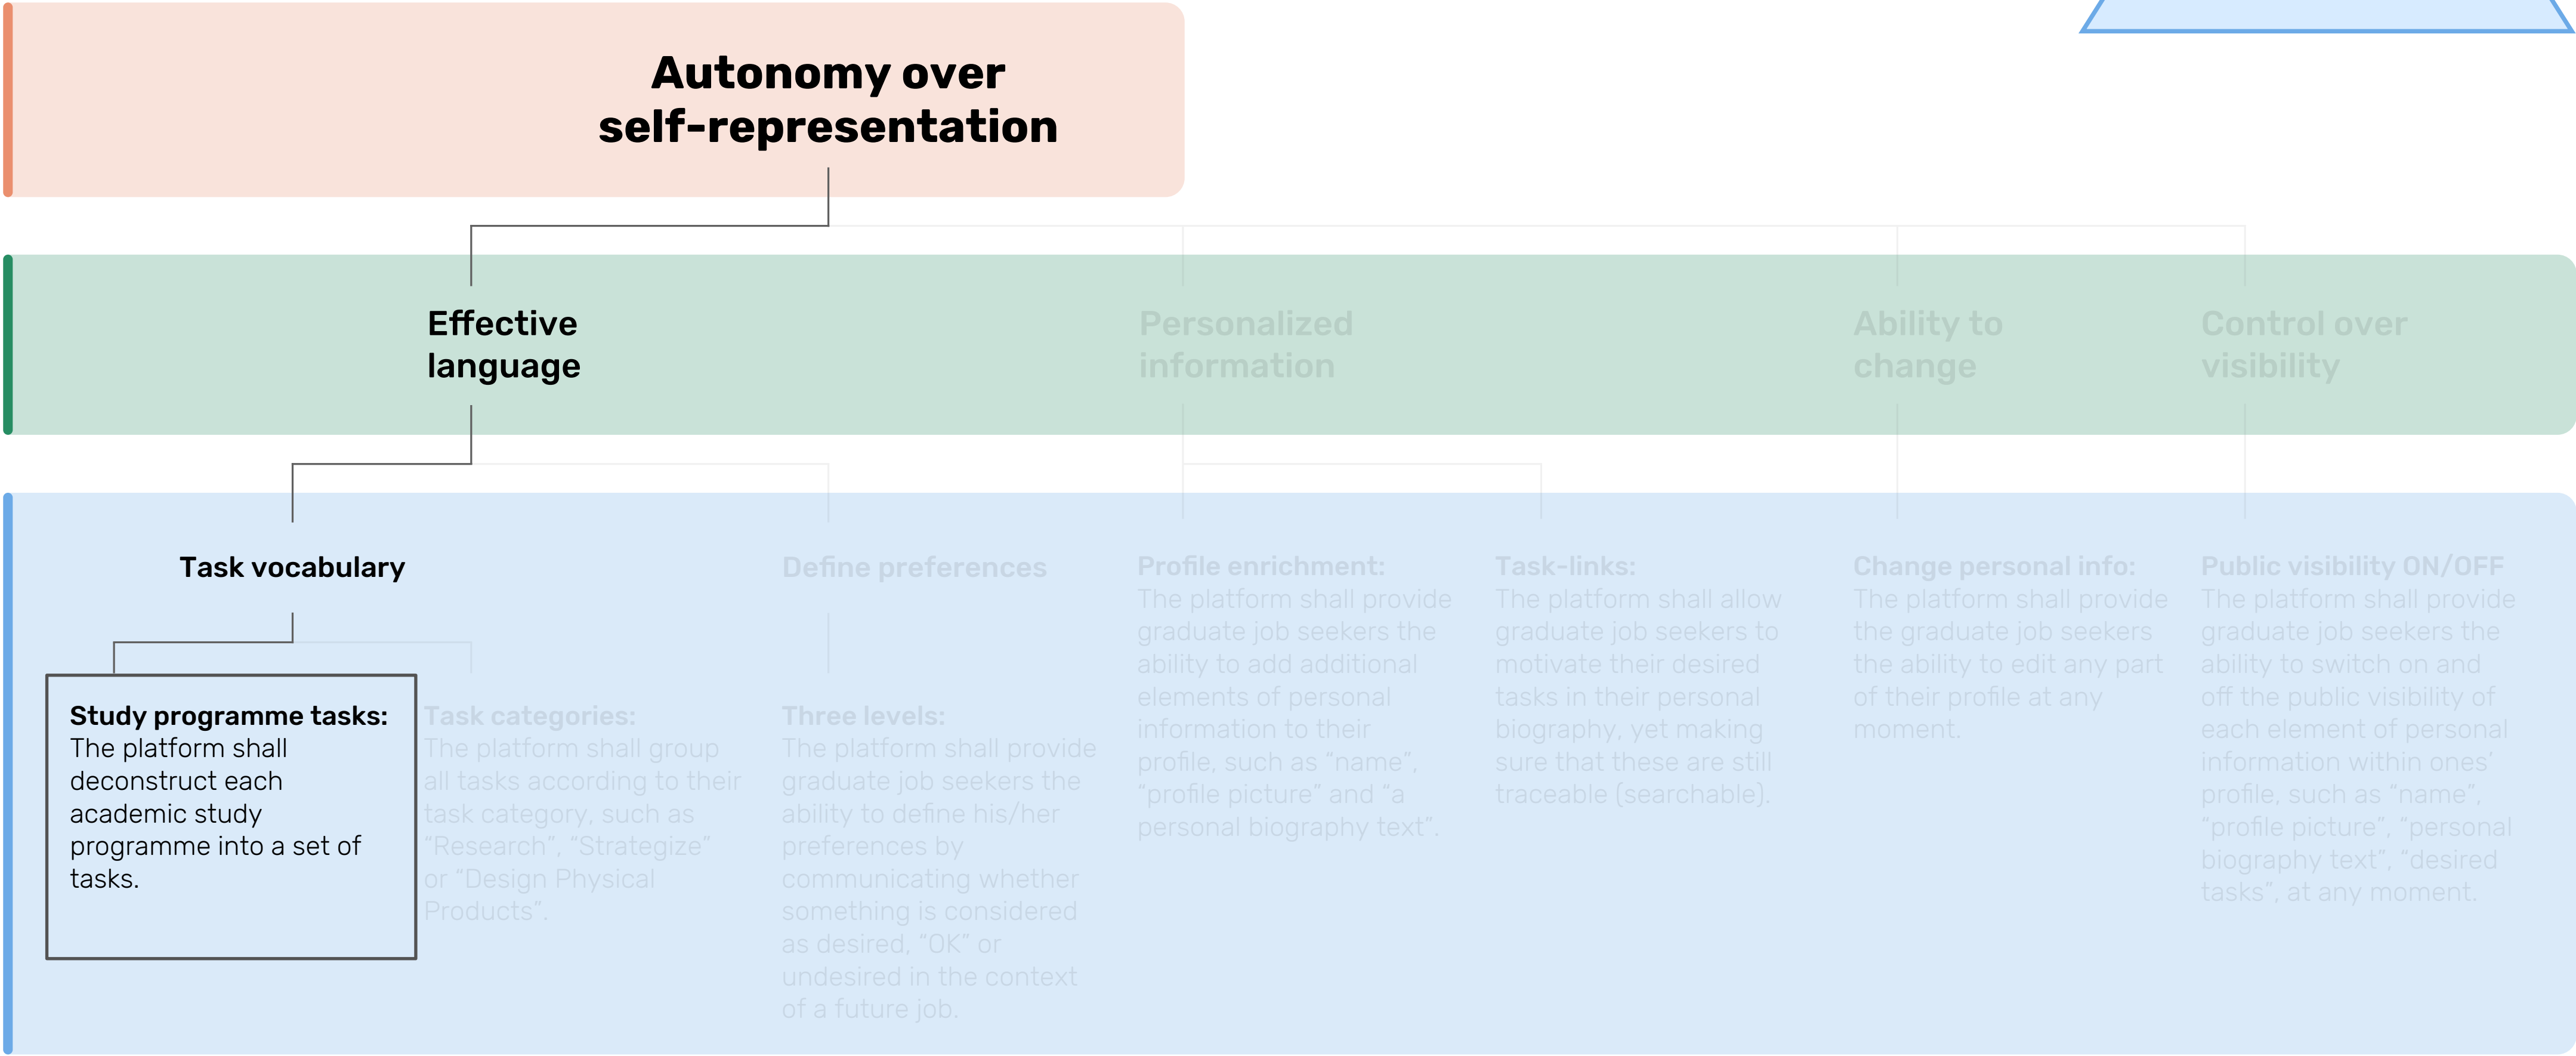 Autonomy over
self-representation
Effective
language
Personalized
information
Ability to
change
Control over
visibility
Task vocabulary
Study programme tasks:
The platform shall
deconstruct each
academic study
programme into a set of
tasks.
Task categories:
The platform shall group
all tasks according to their
task category, such as
“Research”, “Strategize”
or “Design Physical
Products”.
Define preferences
Three levels:
The platform shall provide
graduate job seekers the
ability to define his/her
preferences by
communicating whether
something is considered
as desired, “OK” or
undesired in the context
of a future job.
Profile enrichment:
The platform shall provide
graduate job seekers the
ability to add additional
elements of personal
information to their
profile, such as “name”,
“profile picture” and “a
personal biography text”.
Task-links:
The platform shall allow
graduate job seekers to
motivate their desired
tasks in their personal
biography, yet making
sure that these are still
traceable (searchable).
Change personal info:
The platform shall provide
the graduate job seekers
the ability to edit any part
of their profile at any
moment.
Public visibility ON/OFF
The platform shall provide
graduate job seekers the
ability to switch on and
off the public visibility of
each element of personal
information within ones’
profile, such as “name”,
“profile picture”, “personal
biography text”, “desired
tasks”, at any moment.